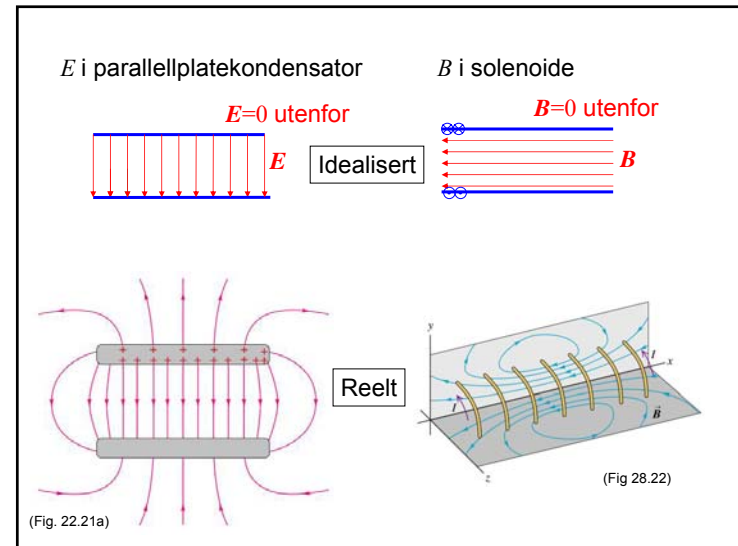 E i parallellplatekondensator
B i solenoide
E=0 utenfor
B=0 utenfor
E
Idealisert
B
Reelt
y
I
x
I
B
z
(Fig 28.22)
(Fig. 22.21a)